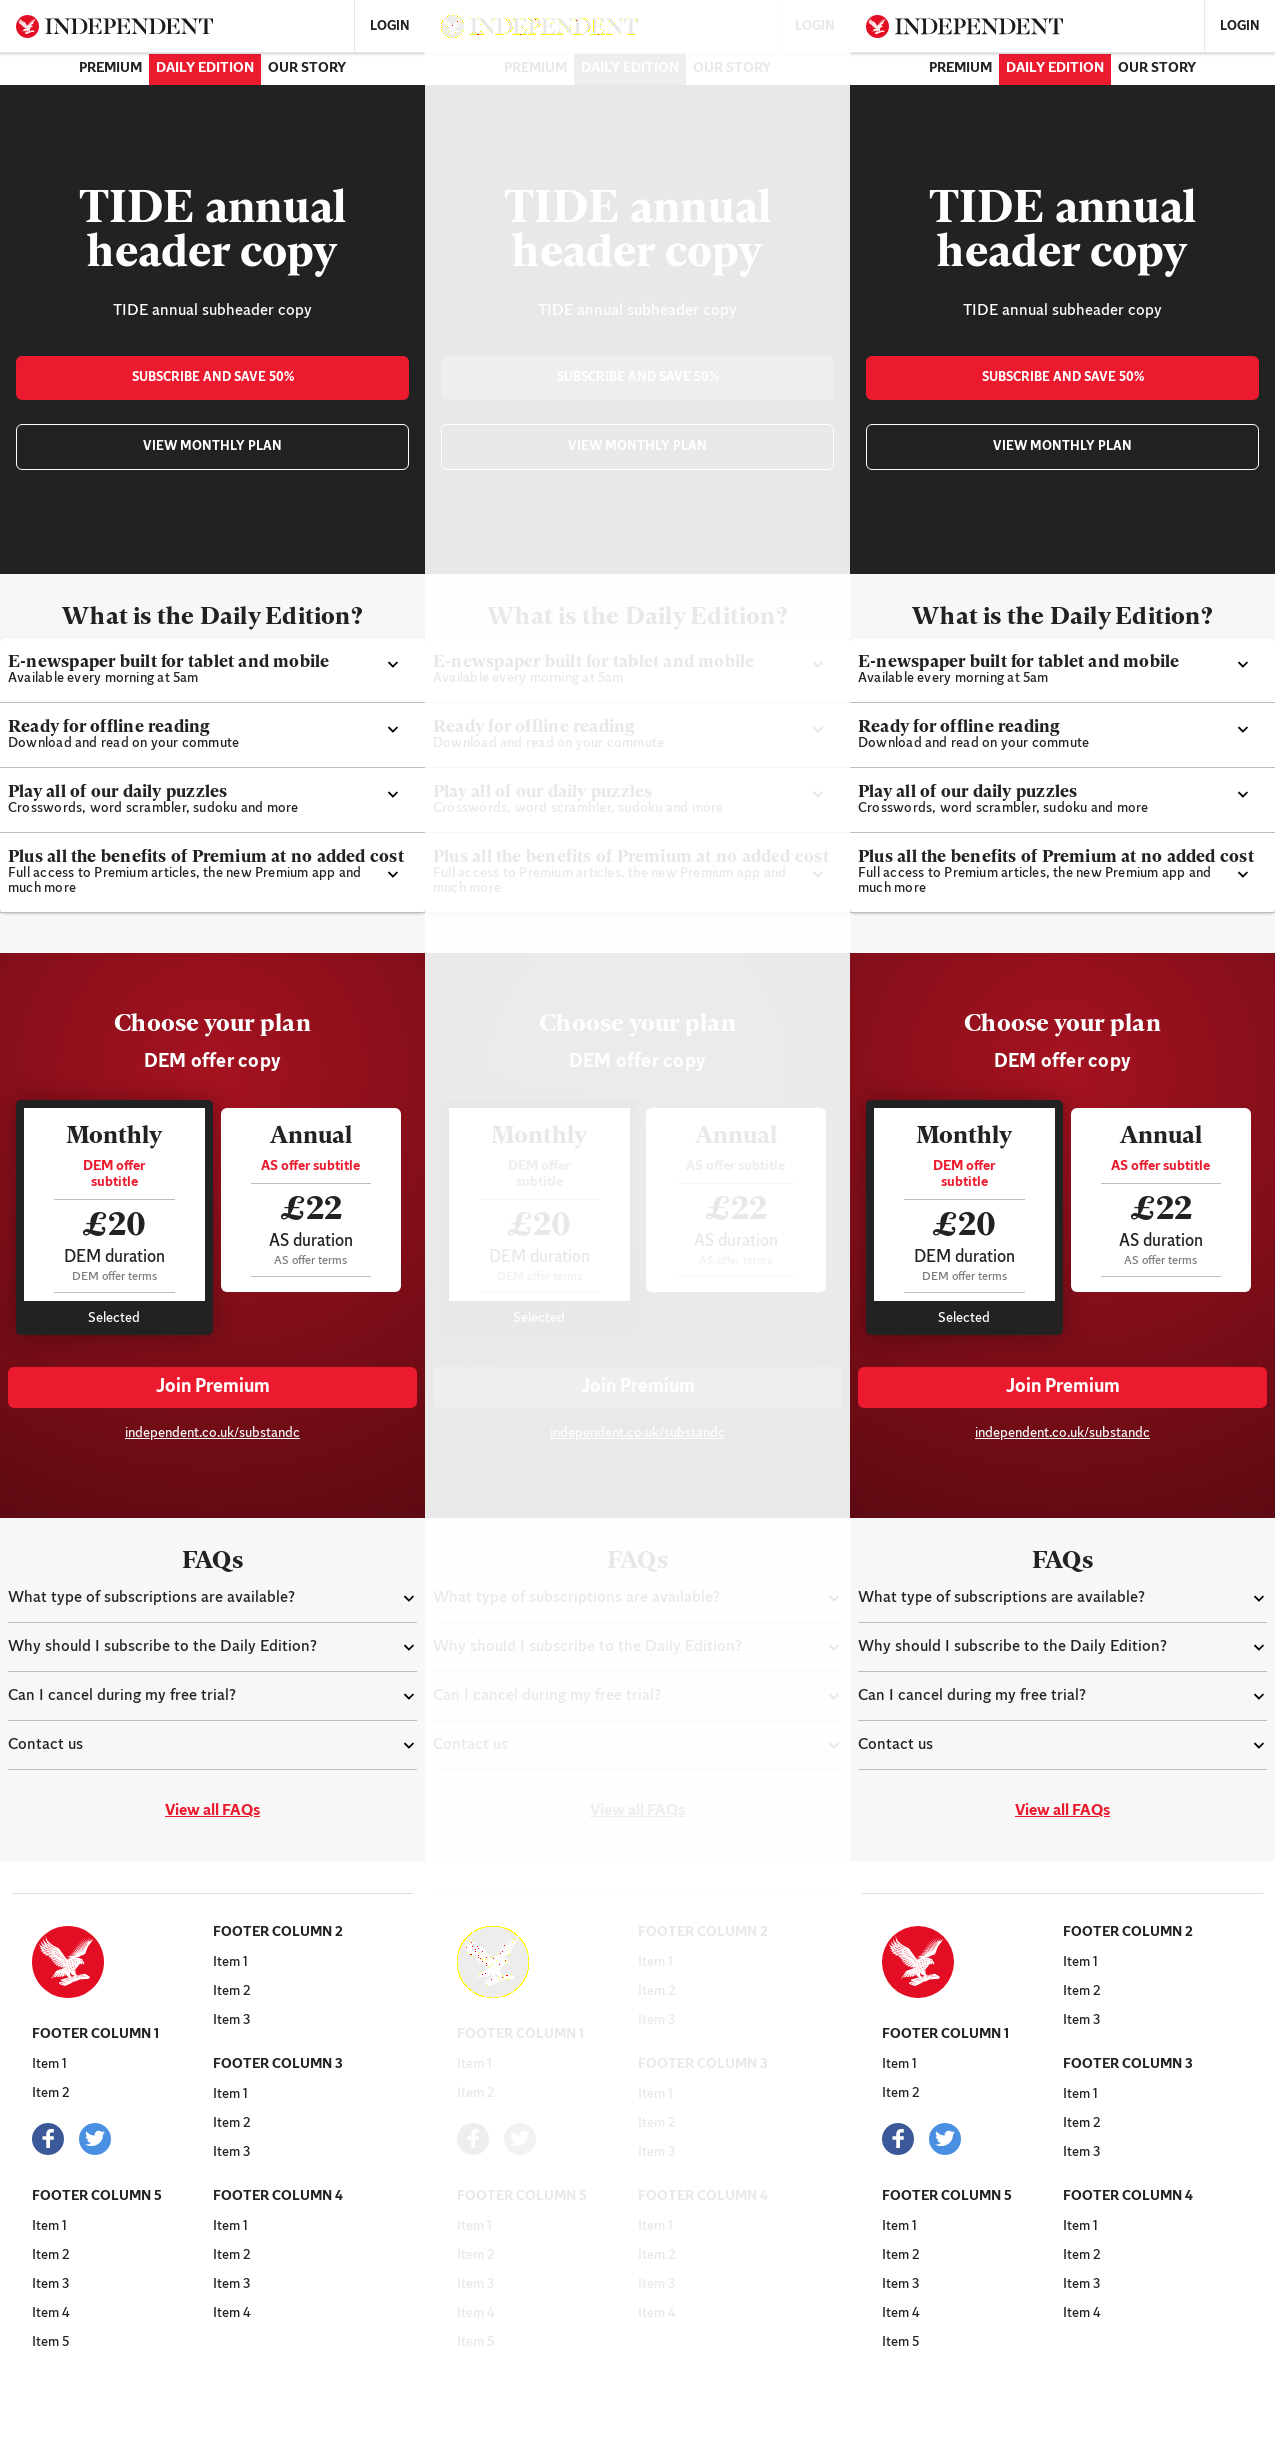 INDEPENDENT
LOGIN
PREMIUM DAILY EDITION OUR STORY
TIDE annual
header copy
TIDE annual subheader copy
SUBSCRIBE AND SAVE 50%
VIEW MONTHLY PLAN
What is the Daily Edition?
E-newspaper built for tablet and mobile
Available every morning at 5am
Ready for offline reading
Download and read on your commute
Play all of our daily puzzles
Crosswords, word scrambler, sudoku and more
Plus all the benefits of Premium at no added cost
Full access to Premium articles, the new Premium app and
much more
Choose your plan
DEM offer copy
Monthly
DEM offer
subtitle
£20
DEM duration
DEM offer terms
Selected
Annual
AS offer subtitle
£22
AS duration
AS offer terms
Join Premium
independent.co.uk/substandc
FAQs
What type of subscriptions are available?
Why should I subscribe to the Daily Edition?
Can I cancel during my free trial?
Contact us
View all FAQs
FOOTER COLUMN 1
Item 1
Item 2
FOOTER COLUMN 2
Item 1
Item 2
Item 3
FOOTER COLUMN 3
Item 1
Item 2
Item 3
FOOTER COLUMN 5
Item 1
Item 2
Item 3
Item 4
Item 5
FOOTER COLUMN 4
Item 1
Item 2
Item 3
Item 4
INDEPENDENT
LOGIN
PREMIUM DAILY EDITION OUR STORY
TIDE annual
header copy
TIDE annual subheader copy
SUBSCRIBE AND SAVE 50%
VIEW MONTHLY PLAN
What is the Daily Edition?
E-newspaper built for tablet and mobile
Available every morning at 5am
Ready for offline reading
Download and read on your commute
Play all of our daily puzzles
Crosswords, word scrambler, sudoku and more
Plus all the benefits of Premium at no added cost
Full access to Premium articles, the new Premium app and
much more
Choose your plan
DEM offer copy
Monthly
DEM offer
subtitle
£20
DEM duration
DEM offer terms
Selected
Annual
AS offer subtitle
£22
AS duration
AS offer terms
Join Premium
independent.co.uk/substandc
FAQs
What type of subscriptions are available?
Why should I subscribe to the Daily Edition?
Can I cancel during my free trial?
Contact us
View all FAQs
FOOTER COLUMN 1
Item 1
Item 2
FOOTER COLUMN 2
Item 1
Item 2
Item 3
FOOTER COLUMN 3
Item 1
Item 2
Item 3
FOOTER COLUMN 5
Item 1
Item 2
Item 3
Item 4
Item 5
FOOTER COLUMN 4
Item 1
Item 2
Item 3
Item 4
INDEPENDENT
LOGIN
PREMIUM DAILY EDITION OUR STORY
TIDE annual
header copy
TIDE annual subheader copy
SUBSCRIBE AND SAVE 50%
VIEW MONTHLY PLAN
What is the Daily Edition?
E-newspaper built for tablet and mobile
Available every morning at 5am
Ready for offline reading
Download and read on your commute
Play all of our daily puzzles
Crosswords, word scrambler, sudoku and more
Plus all the benefits of Premium at no added cost
Full access to Premium articles, the new Premium app and
much more
Choose your plan
DEM offer copy
Monthly
DEM offer
subtitle
£20
DEM duration
DEM offer terms
Selected
Annual
AS offer subtitle
£22
AS duration
AS offer terms
Join Premium
independent.co.uk/substandc
FAQs
What type of subscriptions are available?
Why should I subscribe to the Daily Edition?
Can I cancel during my free trial?
Contact us
View all FAQs
FOOTER COLUMN 1
Item 1
Item 2
FOOTER COLUMN 2
Item 1
Item 2
Item 3
FOOTER COLUMN 3
Item 1
Item 2
Item 3
FOOTER COLUMN 5
Item 1
Item 2
Item 3
Item 4
Item 5
FOOTER COLUMN 4
Item 1
Item 2
Item 3
Item 4